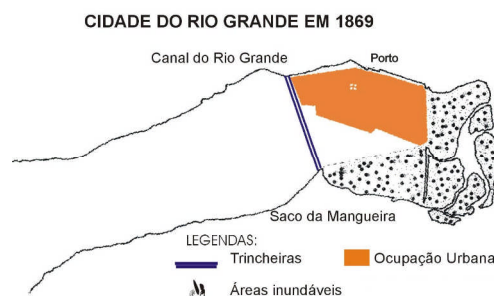 CIDADE DO RIO GRANDE EM 1869
Canal do Rio Grande
Porto
Saco da Mangueira
LEGENDAS:
Trincheiras
Ocupação Urbana
Áreas inundáveis